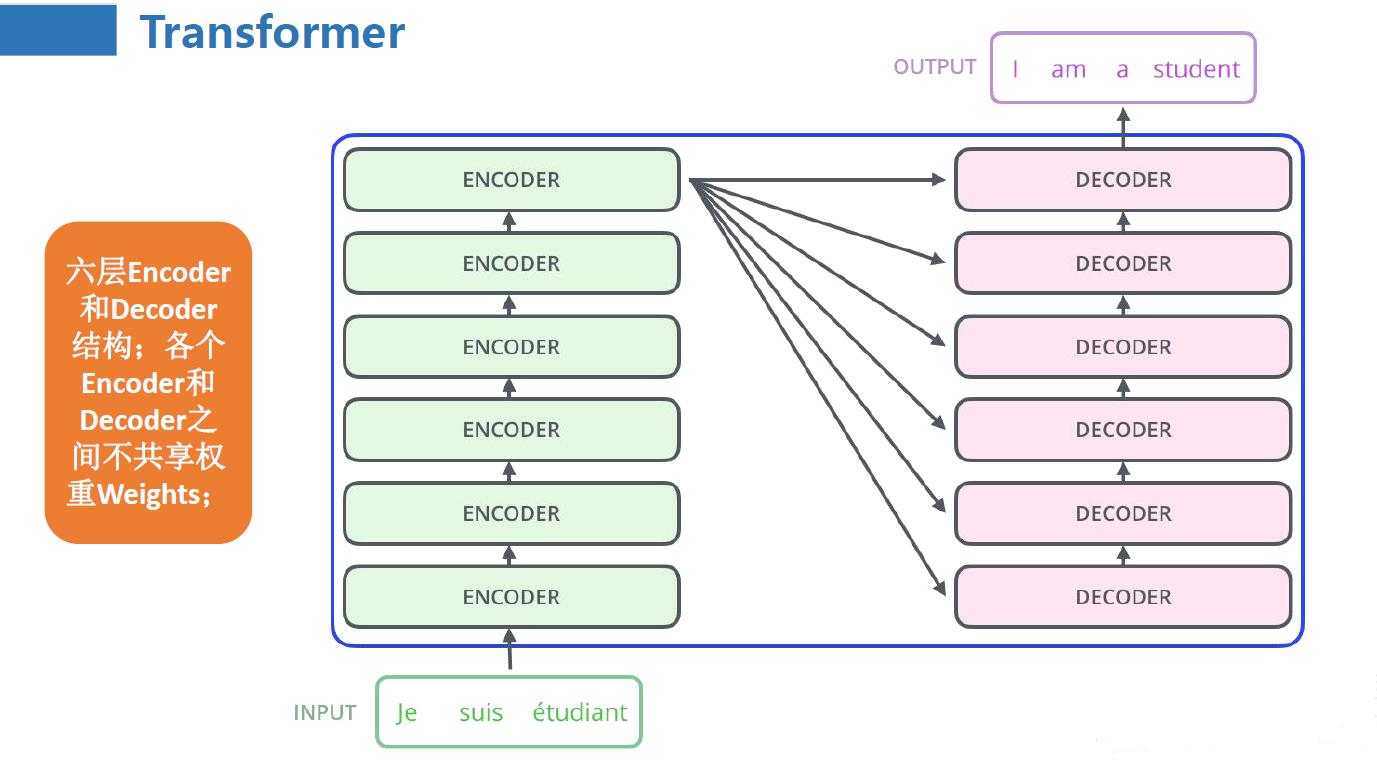 Transformer
OUTPUT
I am a student
ENCODER
ENCODER
ENCODER
ENCODER
ENCODER
ENCODER
DECODER
DECODER
DECODER
DECODER
DECODER
DECODER
六层Encoder
和Decoder
结构；各个
Encoder和
Decoder之
间不共享权
重Weights；
INPUT
Je suis étudiant